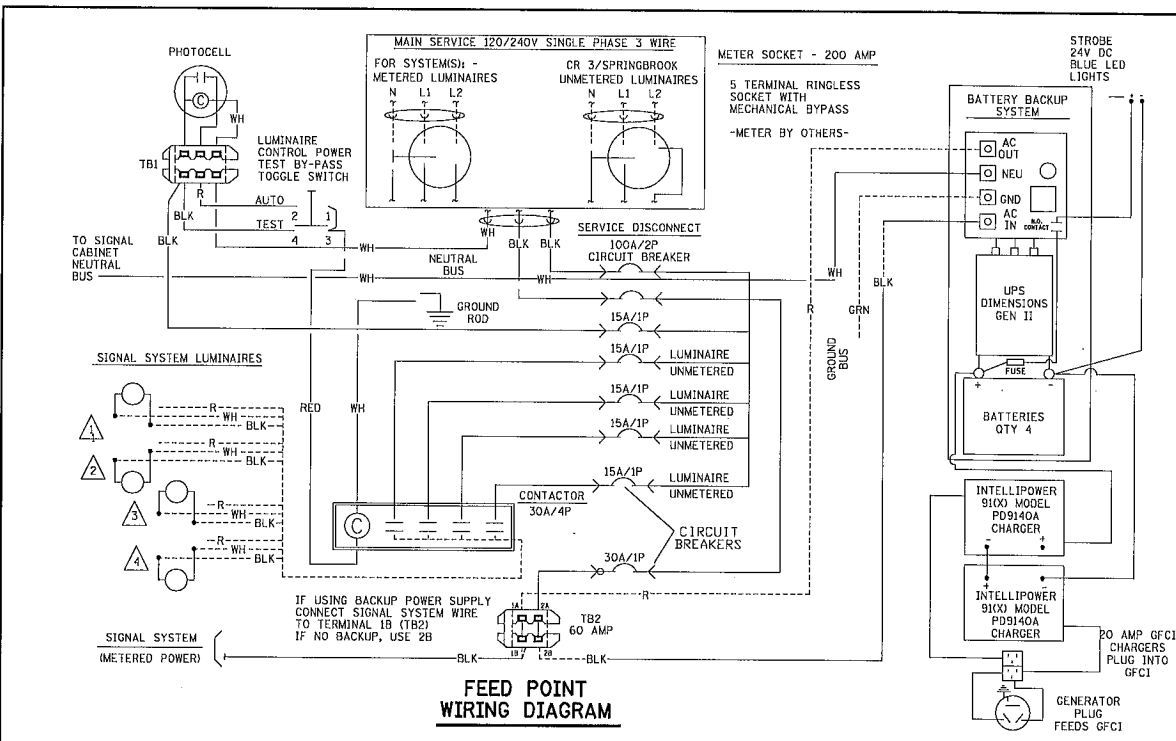 PHOTOCELL
C
WH
TB1
LUMINAIRE
CONTROL POWER
TEST BY-PASS
TOGGLE SWITCH
R
AUTO
2
1
BLK
TEST
4
3
BLK
WH
MAIN SERVICE 120/240V SINGLE PHASE 3 WIRE
FOR SYSTEM(S): -
METERED LUMINAIRES
N L1 L2
CR 3/SPRINGBROOK
UNMETERED LUMINAIRES
N L1 L2
METER SOCKET - 200 AMP
5 TERMINAL RINGLESS
SOCKET WITH
MECHANICAL BYPASS
-METER BY OTHERS-
STROBE
24V DC
BLUE LED
LIGHTS
+ -
BATTERY BACKUP
SYSTEM
AC
OUT
NEU
GND
AC
IN
N.O.
CONTACT
UPS
DIMENSIONS
GEN II
FUSE
+ -
BATTERIES
QTY 4
TO SIGNAL
CABINET
NEUTRAL
BUS
WH
NEUTRAL
BUS
WH
BLK
BLK
WH
SERVICE DISCONNECT
100A/2P
CIRCUIT BREAKER
WH
BLK
R
GRN
GROUND
BUS
GROUND
ROD
15A/1P
15A/1P
LUMINAIRE
UNMETERED
15A/1P
LUMINAIRE
UNMETERED
15A/1P
LUMINAIRE
UNMETERED
15A/1P
LUMINAIRE
UNMETERED
SIGNAL SYSTEM LUMINAIRES
1
R
WH
BLK
2
R
WH
BLK
3
R
WH
BLK
4
R
WH
BLK
RED
WH
C
CONTACTOR
30A/4P
CIRCUIT
BREAKERS
30A/1P
R
IF USING BACKUP POWER SUPPLY
CONNECT SIGNAL SYSTEM WIRE
TO TERMINAL 1B (TB2)
IF NO BACKUP, USE 2B
1A 2A
TB2
60 AMP
1B 2B
SIGNAL SYSTEM
(METERED POWER)
BLK
BLK
INTELLIPOWER
91(X) MODEL
PD9140A
CHARGER
- +
+ -
INTELLIPOWER
91(X) MODEL
PD9140A
CHARGER
20 AMP GFCI
CHARGERS
PLUG INTO
GFCI
GENERATOR
PLUG
FEEDS GFCI
FEED POINT
WIRING DIAGRAM